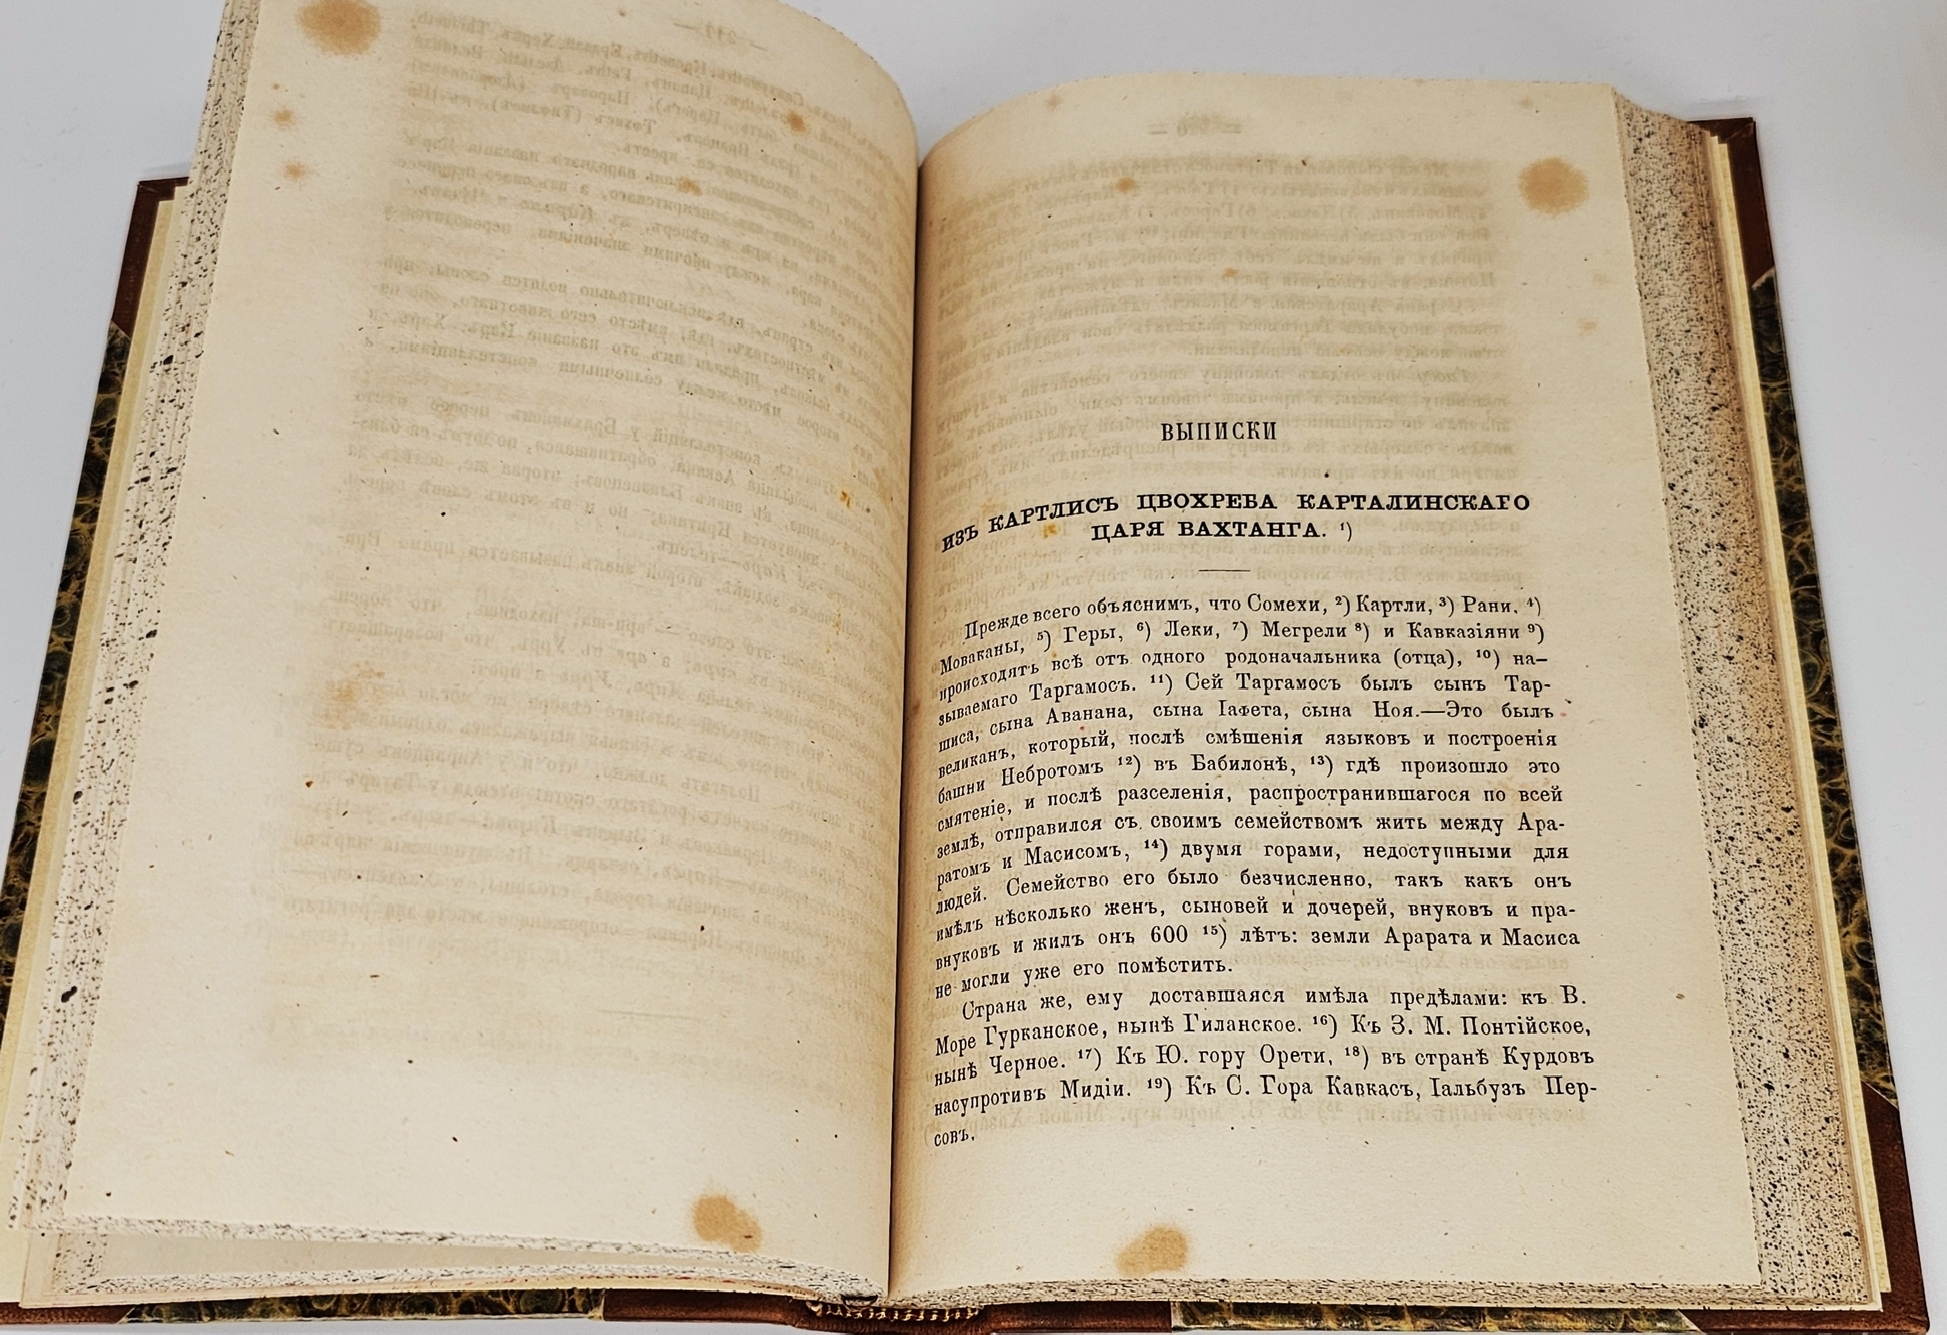 ВЫПИСКИ
ИЗЪ КАРТЛИСЪ ЦВОХРЕБА КАРТАЛИНСКАГО
ЦАРЯ ВАХТАНГА. ¹)
Прежде всего объяснимъ, что Сомехи, ²) Картли, ³) Рани, ⁴)
Моваканы, ⁵) Геры, ⁶) Леки, ⁷) Мегрели ⁸) и Кавказіяни ⁹)
происходятъ всѣ отъ одного родоначальника (отца), ¹⁰) на-
зываемаго Таргамосъ. ¹¹) Сей Таргамосъ былъ сынъ Тар-
шиса, сына Аванана, сына Іафета, сына Ноя.—Это былъ
великанъ, который, послѣ смѣшенія языковъ и построенія
башни Небротомъ ¹²) въ Бабилонѣ, ¹³) гдѣ произошло это
смятеніе, и послѣ разселенія, распространившагося по всей
землѣ, отправился съ своимъ семействомъ жить между Ара-
ратомъ и Масисомъ, ¹⁴) двумя горами, недоступными для
людей. Семейство его было безчисленно, такъ какъ онъ
имѣлъ нѣсколько женъ, сыновей и дочерей, внуковъ и пра-
внуковъ и жилъ онъ 600 ¹⁵) лѣтъ: земли Арарата и Масиса
не могли уже его помѣстить.
Страна же, ему доставшаяся имѣла предѣлами: къ В.
Море Гурканское, нынѣ Гиланское. ¹⁶) Къ З. М. Понтійское,
нынѣ Черное. ¹⁷) Къ Ю. гору Орети, ¹⁸) въ странѣ Курдовъ
насупротивъ Мидіи. ¹⁹) Къ С. Гора Кавкасъ, Іальбузъ Пер-
совъ.